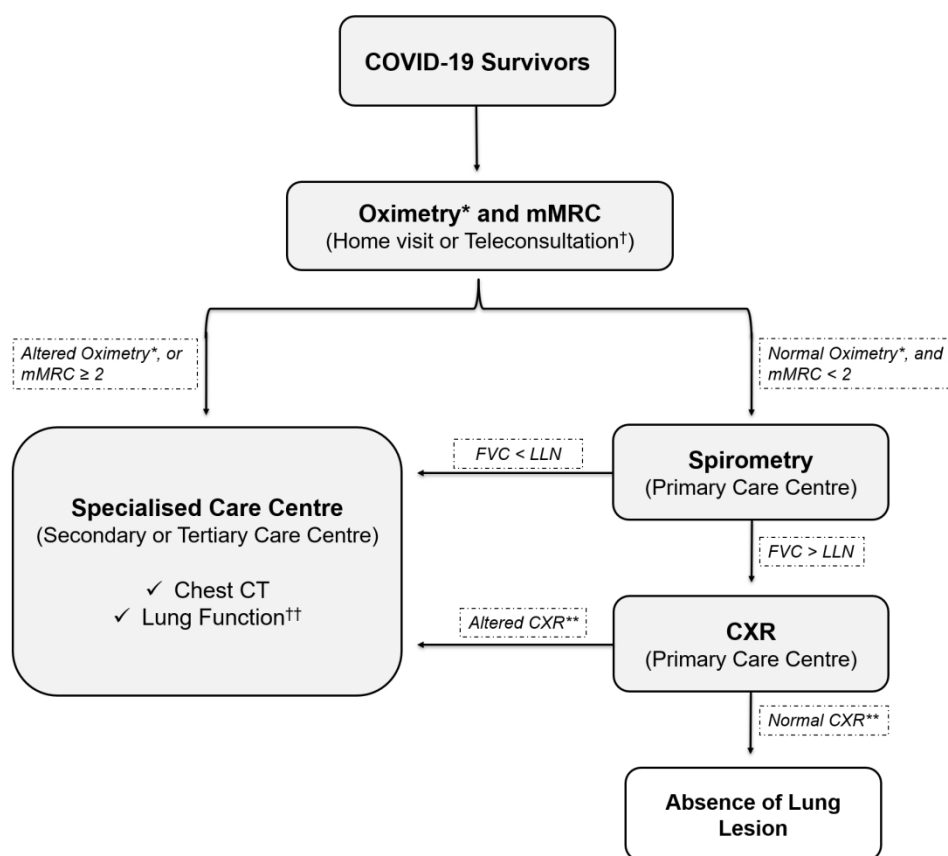 COVID-19 Survivors
Oximetry* and mMRC
(Home visit or Teleconsultation†)
Altered Oximetry*, or
mMRC ≥ 2
Normal Oximetry*, and
mMRC < 2
Specialised Care Centre
(Secondary or Tertiary Care Centre)
✓ Chest CT
✓ Lung Function††
FVC < LLN
Spirometry
(Primary Care Centre)
FVC > LLN
Altered CXR**
CXR
(Primary Care Centre)
Normal CXR**
Absence of Lung
Lesion